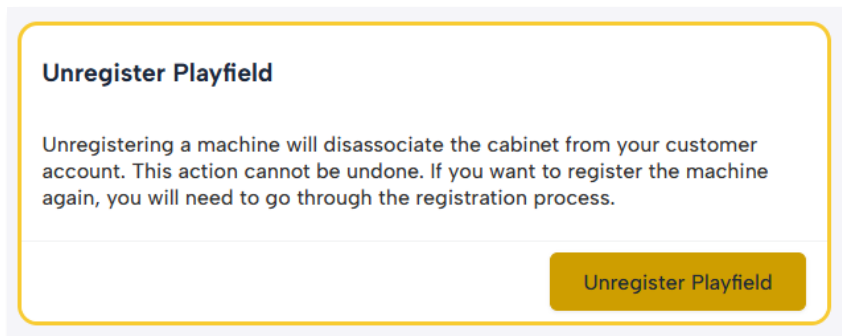 Unregister Playfield
Unregistering a machine will disassociate the cabinet from your customer
account. This action cannot be undone. If you want to register the machine
again, you will need to go through the registration process.
Unregister Playfield